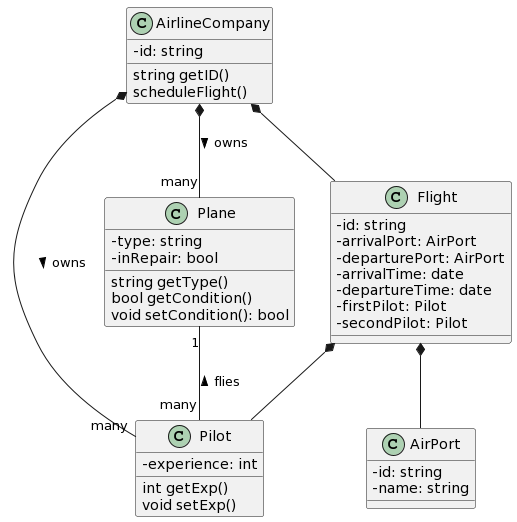 C AirlineCompany
-id: string
string getID()
scheduleFlight()
owns
many
C Plane
-type: string
-inRepair: bool
string getType()
bool getCondition()
void setCondition(): bool
C Flight
-id: string
-arrivalPort: AirPort
-departurePort: AirPort
-arrivalTime: date
-departureTime: date
-firstPilot: Pilot
-secondPilot: Pilot
owns
1
flies
many
many
C Pilot
-experience: int
int getExp()
void setExp()
C AirPort
-id: string
-name: string